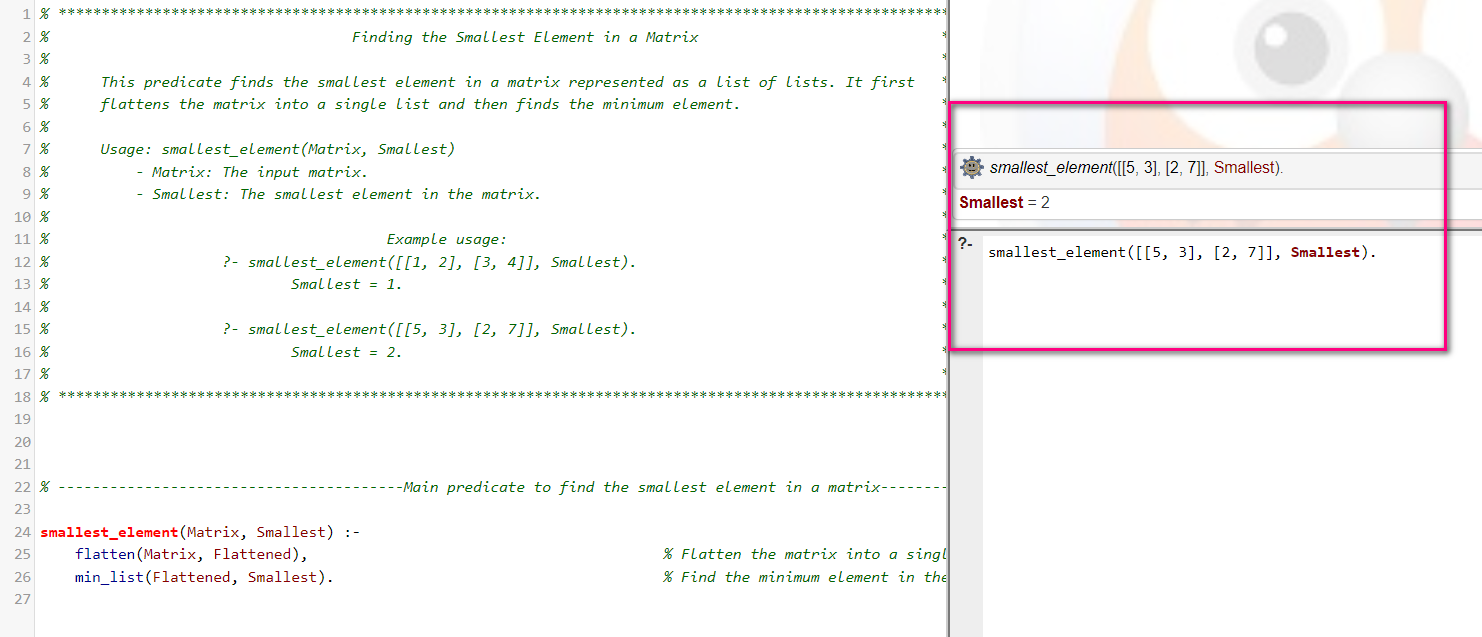 1 % *******************************************************************************************************
2 % Finding the Smallest Element in a Matrix *
3 % *
4 % This predicate finds the smallest element in a matrix represented as a list of lists. It first *
5 % flattens the matrix into a single list and then finds the minimum element. *
6 % *
7 % Usage: smallest_element(Matrix, Smallest) *
8 % - Matrix: The input matrix. *
9 % - Smallest: The smallest element in the matrix. *
10 % *
11 % Example usage: *
12 % ?- smallest_element([[1, 2], [3, 4]], Smallest). *
13 % Smallest = 1. *
14 % *
15 % ?- smallest_element([[5, 3], [2, 7]], Smallest). *
16 % Smallest = 2. *
17 % *
18 % *******************************************************************************************************
19
20
21
22 % ----------------------------------------Main predicate to find the smallest element in a matrix--------
23
24 smallest_element(Matrix, Smallest) :-
25 flatten(Matrix, Flattened), % Flatten the matrix into a singl
26 min_list(Flattened, Smallest). % Find the minimum element in the
27
smallest_element([[5, 3], [2, 7]], Smallest).
Smallest = 2
?- smallest_element([[5, 3], [2, 7]], Smallest).